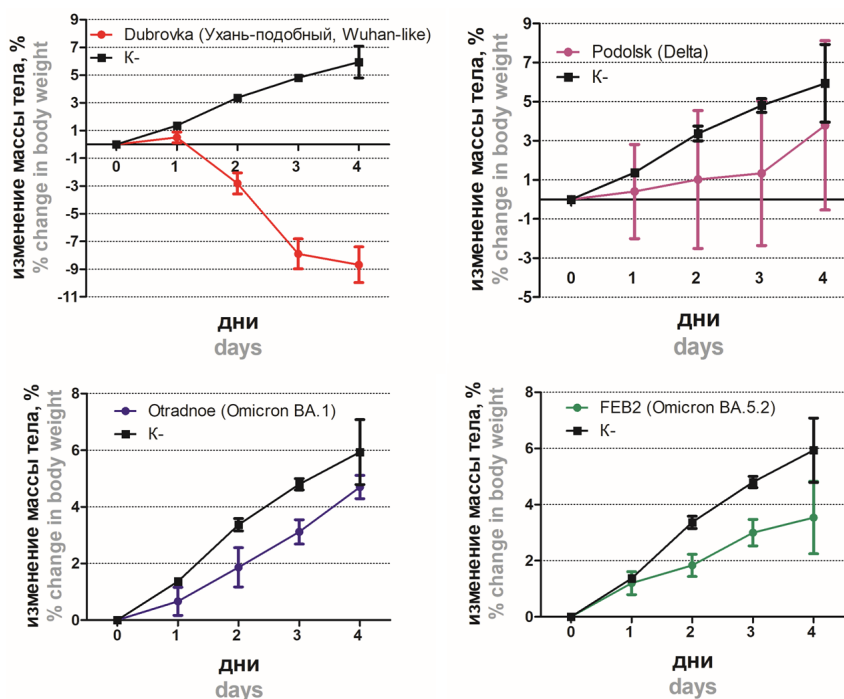 изменение массы тела, %
% change in body weight
9
7
5
3
1
-1
-3
-5
-7
-9
-11
Dubrovka (Ухань-подобный, Wuhan-like)
К-
0
1
2
3
4
дни
days
изменение массы тела, %
% change in body weight
9
7
5
3
1
-1
-3
-5
Podolsk (Delta)
К-
0
1
2
3
4
дни
days
изменение массы тела, %
% change in body weight
8
6
4
2
0
Otradnoe (Omicron BA.1)
К-
0
1
2
3
4
дни
days
изменение массы тела, %
% change in body weight
8
6
4
2
0
FEB2 (Omicron BA.5.2)
К-
0
1
2
3
4
дни
days